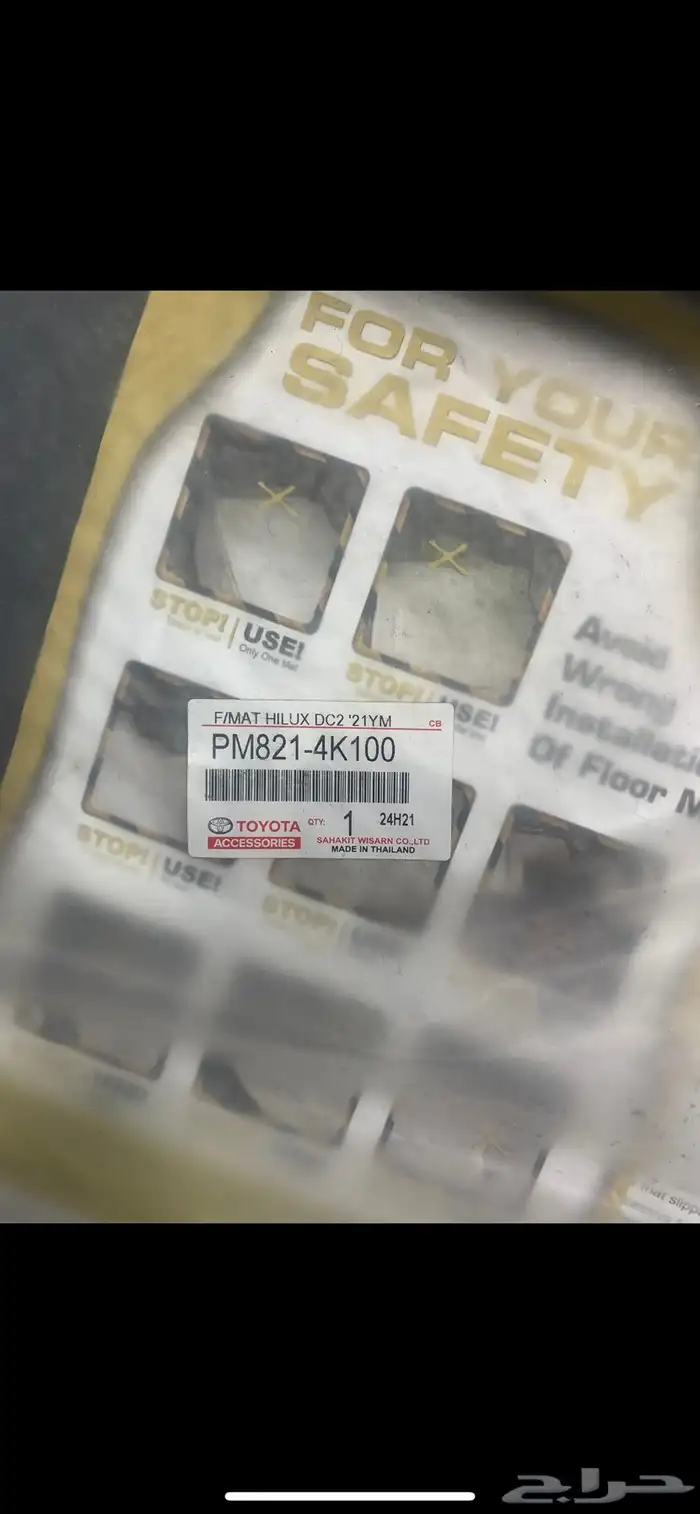 FOR YOUR
SAFETY
STOP! USE!
Only One Mat
STOP! USE!
Avoid
Wrong
Installati
Of Floor M
F/MAT HILUX DC2 '21YM
CB
PM821-4K100
TOYOTA
ACCESSORIES
QTY: 1 24H21
SAHAKIT WISARN CO.,LTD
MADE IN THAILAND
STOP! USE!
STOP!
حراج